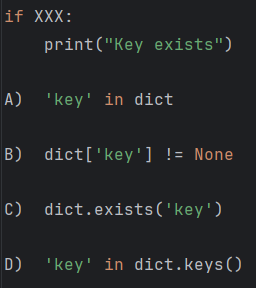 if XXX:
    print("Key exists")
A)  'key' in dict
B)  dict['key'] != None
C)  dict.exists('key')
D)  'key' in dict.keys()